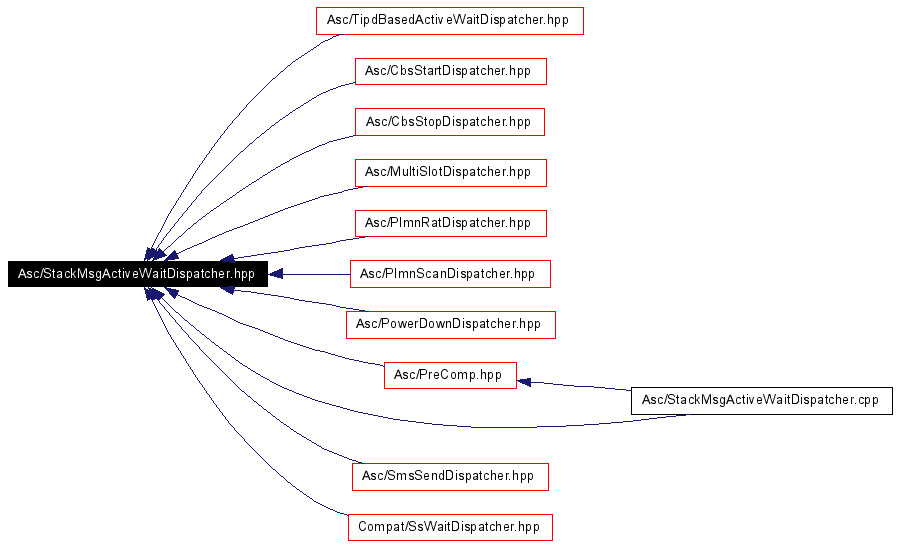 Asc/TipdBasedActiveWaitDispatcher.hpp
Asc/CbsStartDispatcher.hpp
Asc/CbsStopDispatcher.hpp
Asc/MultiSlotDispatcher.hpp
Asc/PlmnRatDispatcher.hpp
Asc/StackMsgActiveWaitDispatcher.hpp
Asc/PlmnScanDispatcher.hpp
Asc/PowerDownDispatcher.hpp
Asc/PreComp.hpp
Asc/StackMsgActiveWaitDispatcher.cpp
Asc/SmsSendDispatcher.hpp
Compat/SsWaitDispatcher.hpp